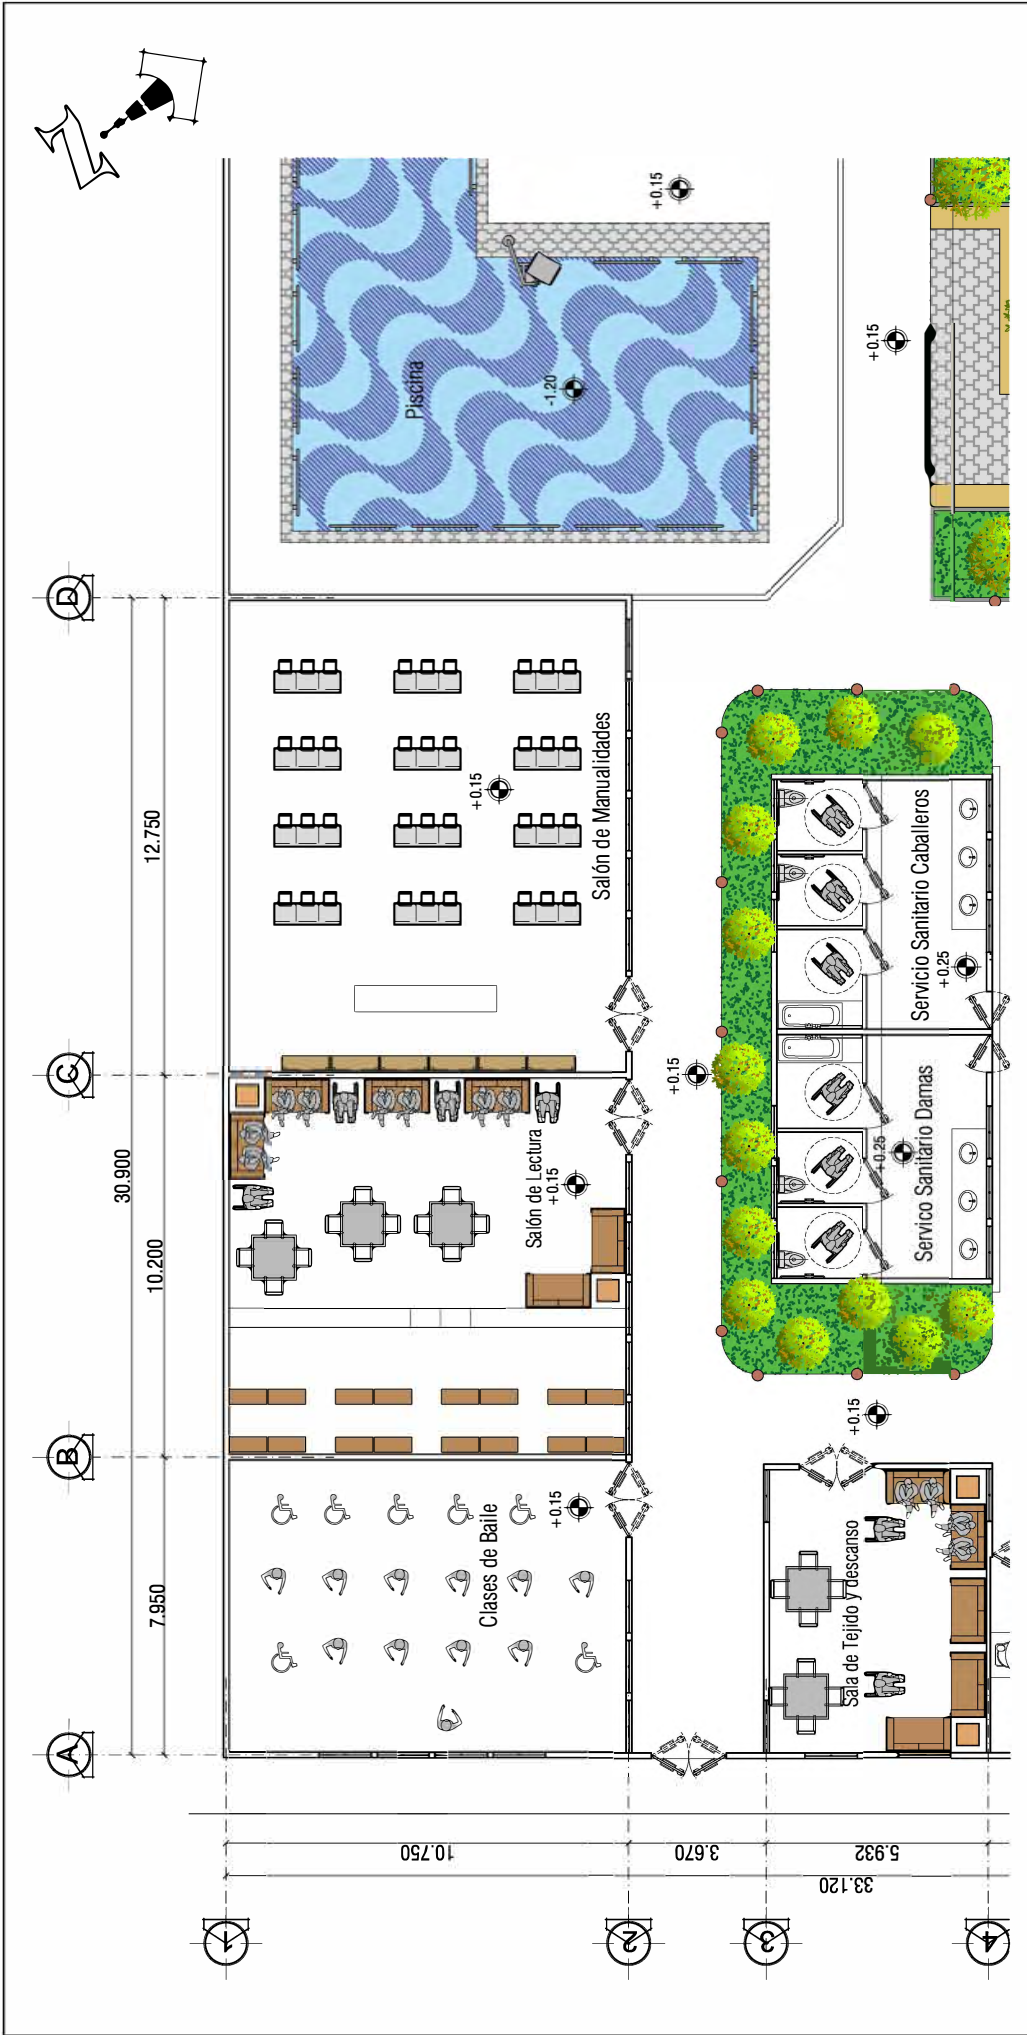 N
+0.15
Piscina
-1.20
+0.15
D
12.750
+0.15
Salón de Manualidades
Servicio Sanitario Caballeros
+0.25
C
30.900
10.200
Salón de Lectura
+0.15
+0.15
Servico Sanitario Damas
+0.25
B
7.950
Clases de Baile
+0.15
+0.15
Sala de Tejido y descanso
A
10.750
3.670
5.932
33.120
1
2
3
4